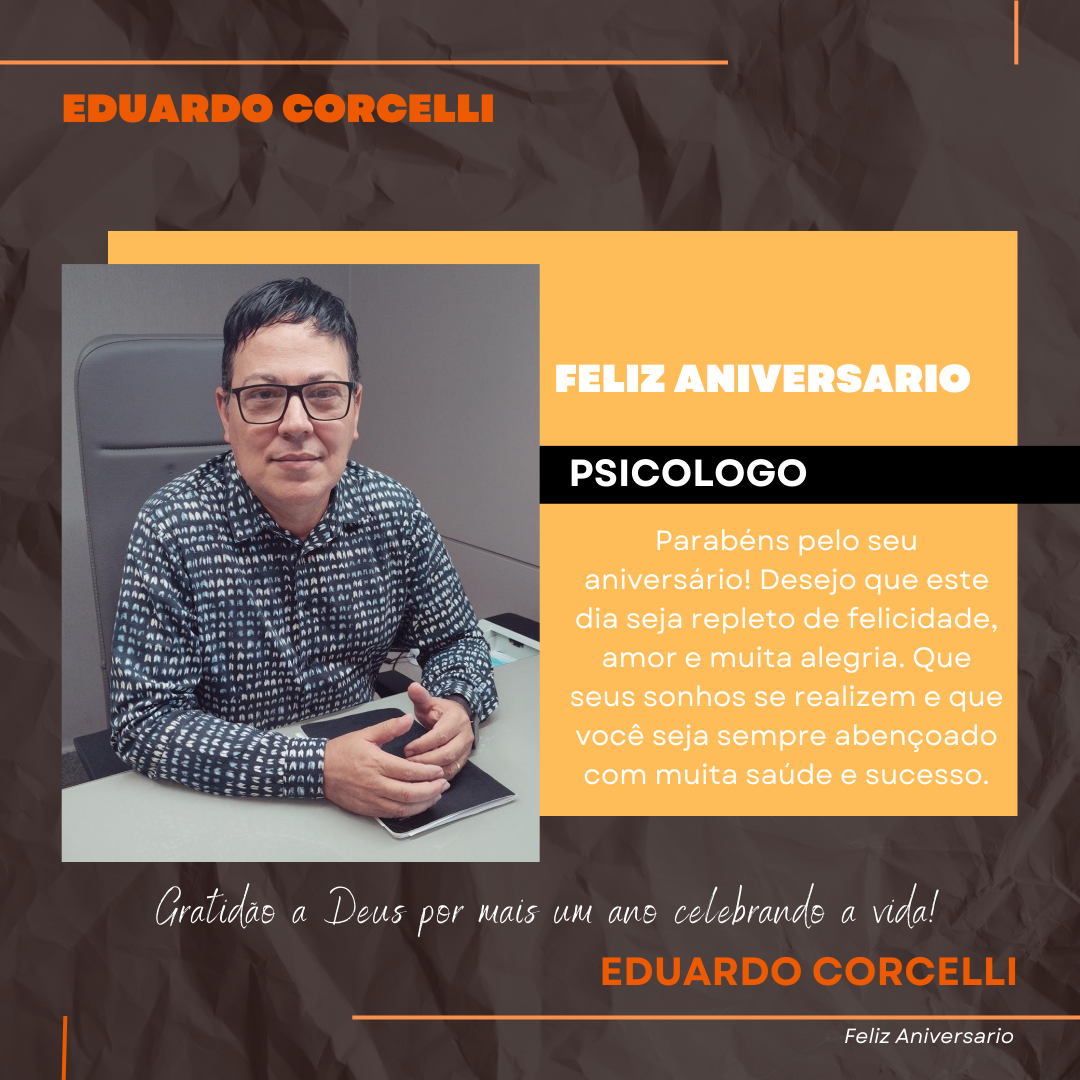 EDUARDO CORCELLI
FELIZ ANIVERSARIO
PSICOLOGO
Parabéns pelo seu
aniversário! Desejo que este
dia seja repleto de felicidade,
amor e muita alegria. Que
seus sonhos se realizem e que
você seja sempre abençoado
com muita saúde e sucesso.
Gratidão a Deus por mais um ano celebrando a vida!
EDUARDO CORCELLI
Feliz Aniversario